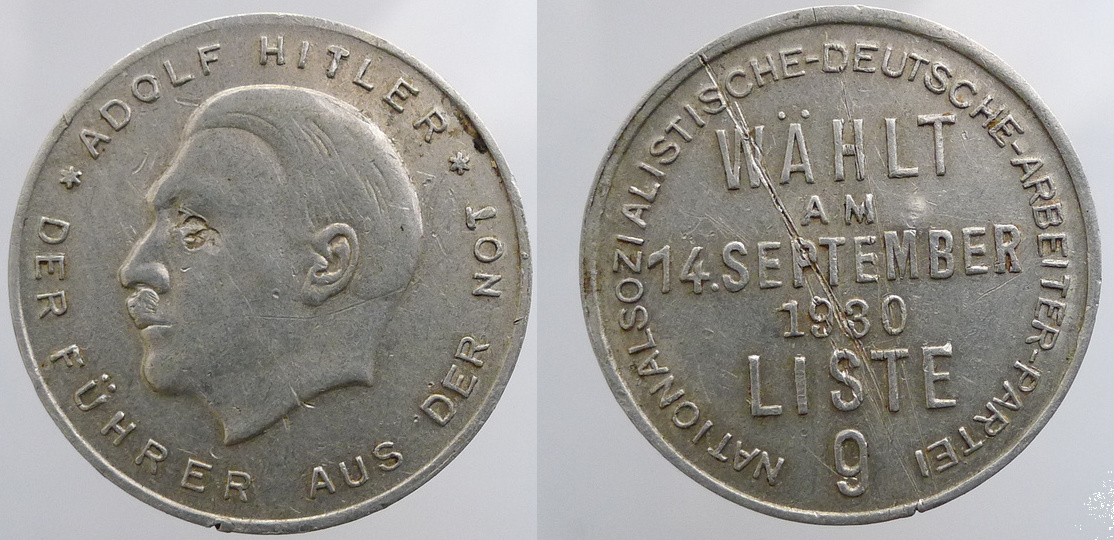 * ADOLF HITLER *
DER FÜHRER AUS DER NOT
NATIONALSOZIALISTISCHE-DEUTSCHE-ARBEITER-PARTEI
WÄHLT
AM
14.SEPTEMBER
1930
LISTE
9